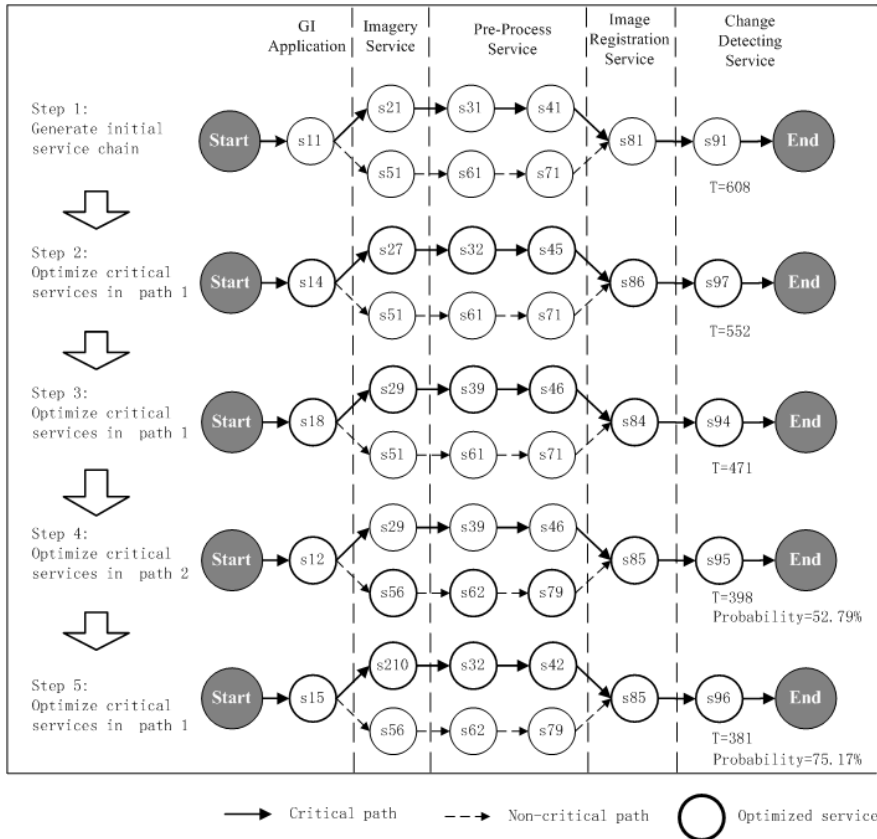 GI
Application
Imagery
Service
Pre-Process
Service
Image
Registration
Service
Change
Detecting
Service
Step 1:
Generate initial
service chain
Start
s11
s21
s31
s41
s51
s61
s71
s81
s91
End
T=608
Step 2:
Optimize critical
services in path 1
Start
s14
s27
s32
s45
s51
s61
s71
s86
s97
End
T=552
Step 3:
Optimize critical
services in path 1
Start
s18
s29
s39
s46
s51
s61
s71
s84
s94
End
T=471
Step 4:
Optimize critical
services in path 2
Start
s12
s29
s39
s46
s56
s62
s79
s85
s95
End
T=398
Probability=52.79%
Step 5:
Optimize critical
services in path 1
Start
s15
s210
s32
s42
s56
s62
s79
s85
s96
End
T=381
Probability=75.17%
Critical path
Non-critical path
Optimized service